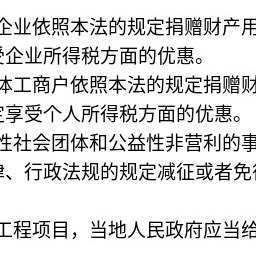 企业依照本法的规定捐赠财产用
受企业所得税方面的优惠。
体工商户依照本法的规定捐赠财
定享受个人所得税方面的优惠。
性社会团体和公益性非营利的事
律、行政法规的规定减征或者免征
工程项目，当地人民政府应当给